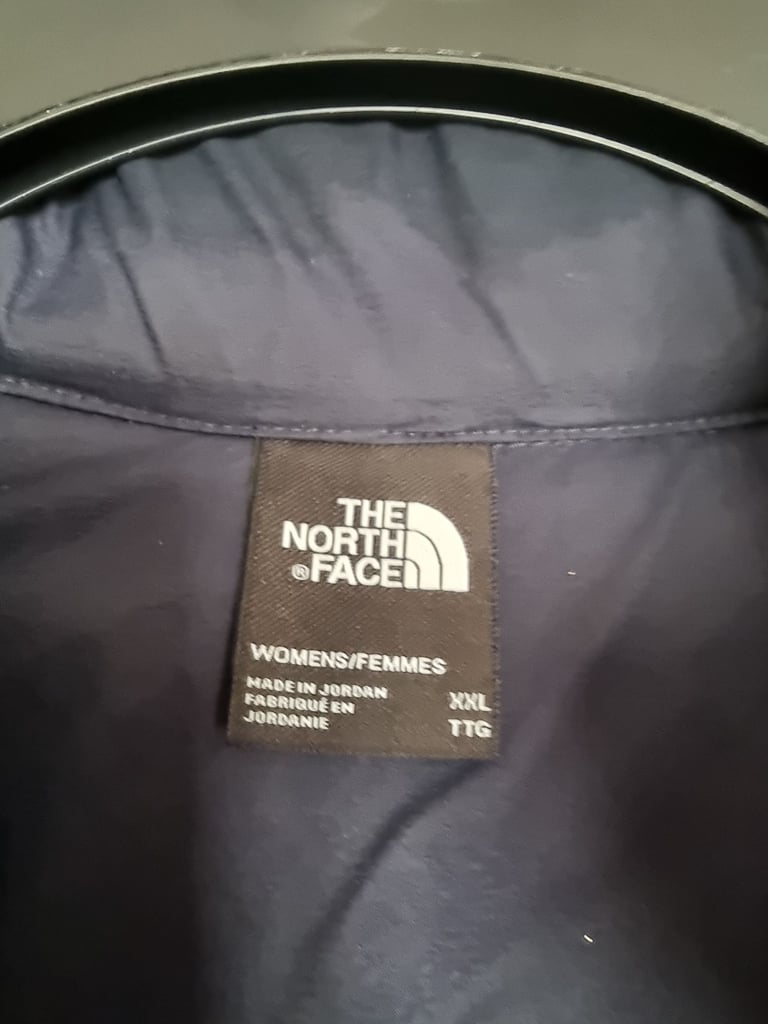 THE
NORTH
®FACE
WOMENS/FEMMES
MADE IN JORDAN
FABRIQUÉ EN
JORDANIE
XXL
TTG